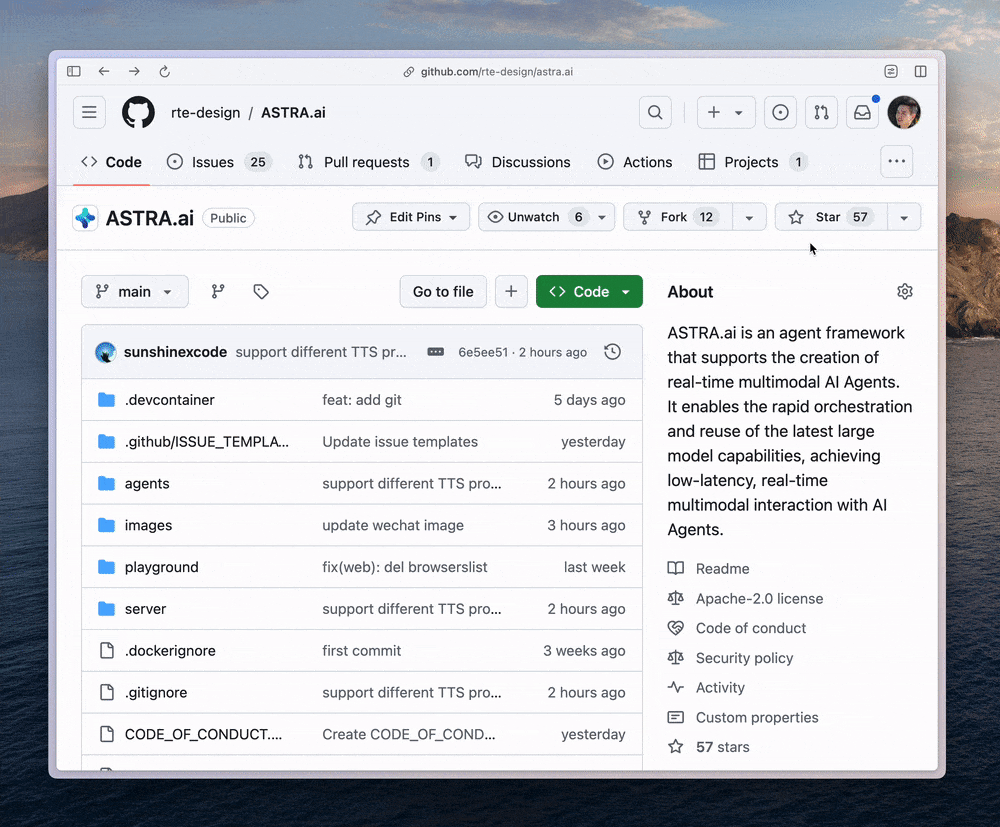 github.com/rte-design/astra.ai
rte-design / ASTRA.ai
Code Issues 25 Pull requests 1 Discussions Actions Projects 1
ASTRA.ai Public Edit Pins Unwatch 6 Fork 12 Star 57
main Go to file Code
sunshinexcode support different TTS pr... 6e5ee51 · 2 hours ago
.devcontainer feat: add git 5 days ago
.github/ISSUE_TEMPLA... Update issue templates yesterday
agents support different TTS pro... 2 hours ago
images update wechat image 3 hours ago
playground fix(web): del browserslist last week
server support different TTS pro... 2 hours ago
.dockerignore first commit 3 weeks ago
.gitignore support different TTS pro... 2 hours ago
CODE_OF_CONDUCT.... Create CODE_OF_COND... yesterday
About
ASTRA.ai is an agent framework
that supports the creation of
real-time multimodal AI Agents.
It enables the rapid orchestration
and reuse of the latest large
model capabilities, achieving
low-latency, real-time
multimodal interaction with AI
Agents.
Readme
Apache-2.0 license
Code of conduct
Security policy
Activity
Custom properties
57 stars